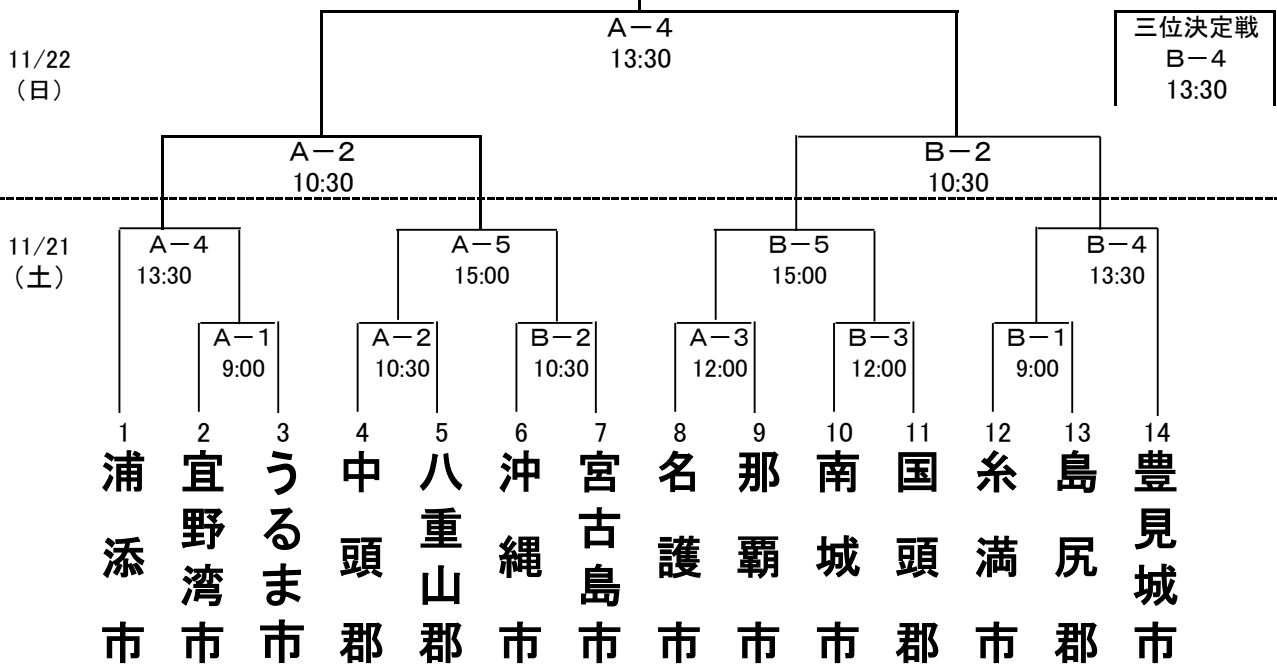 A-4
13:30
三位決定戦
B-4
13:30
11/22
（日）
A-2
10:30
B-2
10:30
11/21
（土）
A-4
13:30
A-5
15:00
B-5
15:00
B-4
13:30
A-1
9:00
A-2
10:30
B-2
10:30
A-3
12:00
B-3
12:00
B-1
9:00
1
浦添市
2
宜野湾市
3
うるま市
4
中頭郡
5
八重山郡
6
沖縄市
7
宮古島市
8
名護市
9
那覇市
10
南城市
11
国頭郡
12
糸満市
13
島尻郡
14
豊見城市